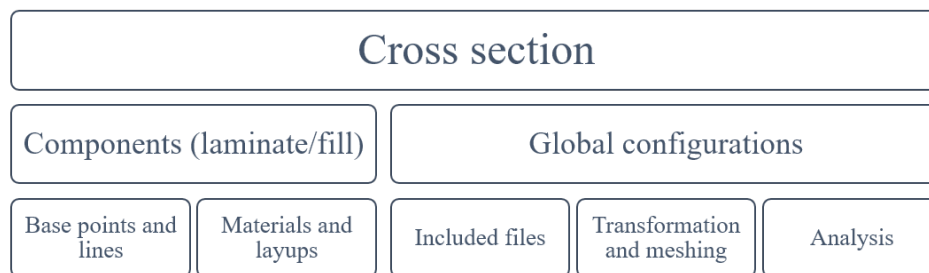 Cross section
Components (laminate/fill)
Global configurations
Base points and
lines
Materials and
layups
Included files
Transformation
and meshing
Analysis